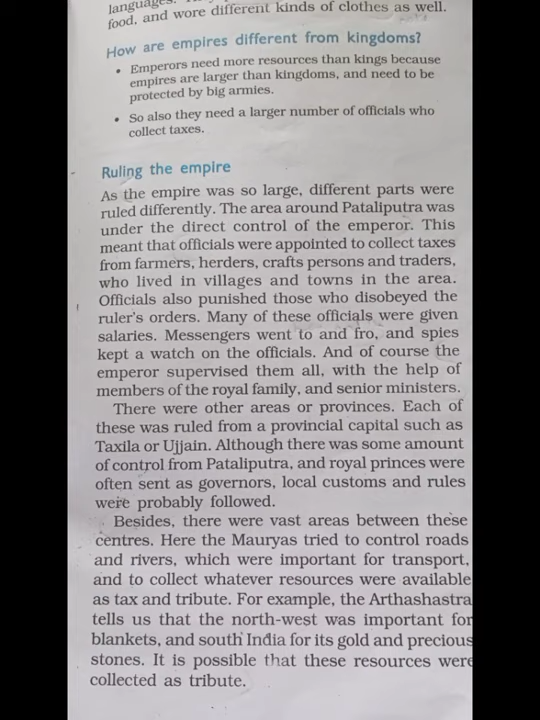 languages.
food, and wore different kinds of clothes as well.
How are empires different from kingdoms?
• Emperors need more resources than kings because
empires are larger than kingdoms, and need to be
protected by big armies.
• So also they need a larger number of officials who
collect taxes.
Ruling the empire
As the empire was so large, different parts were
ruled differently. The area around Pataliputra was
under the direct control of the emperor. This
meant that officials were appointed to collect taxes
from farmers, herders, crafts persons and traders,
who lived in villages and towns in the area.
Officials also punished those who disobeyed the
ruler's orders. Many of these officials were given
salaries. Messengers went to and fro, and spies
kept a watch on the officials. And of course the
emperor supervised them all, with the help of
members of the royal family, and senior ministers.
There were other areas or provinces. Each of
these was ruled from a provincial capital such as
Taxila or Ujjain. Although there was some amount
of control from Pataliputra, and royal princes were
often sent as governors, local customs and rules
were probably followed.
Besides, there were vast areas between these
centres. Here the Mauryas tried to control roads
and rivers, which were important for transport,
and to collect whatever resources were available
as tax and tribute. For example, the Arthashastra
tells us that the north-west was important for
blankets, and south India for its gold and precious
stones. It is possible that these resources were
collected as tribute.